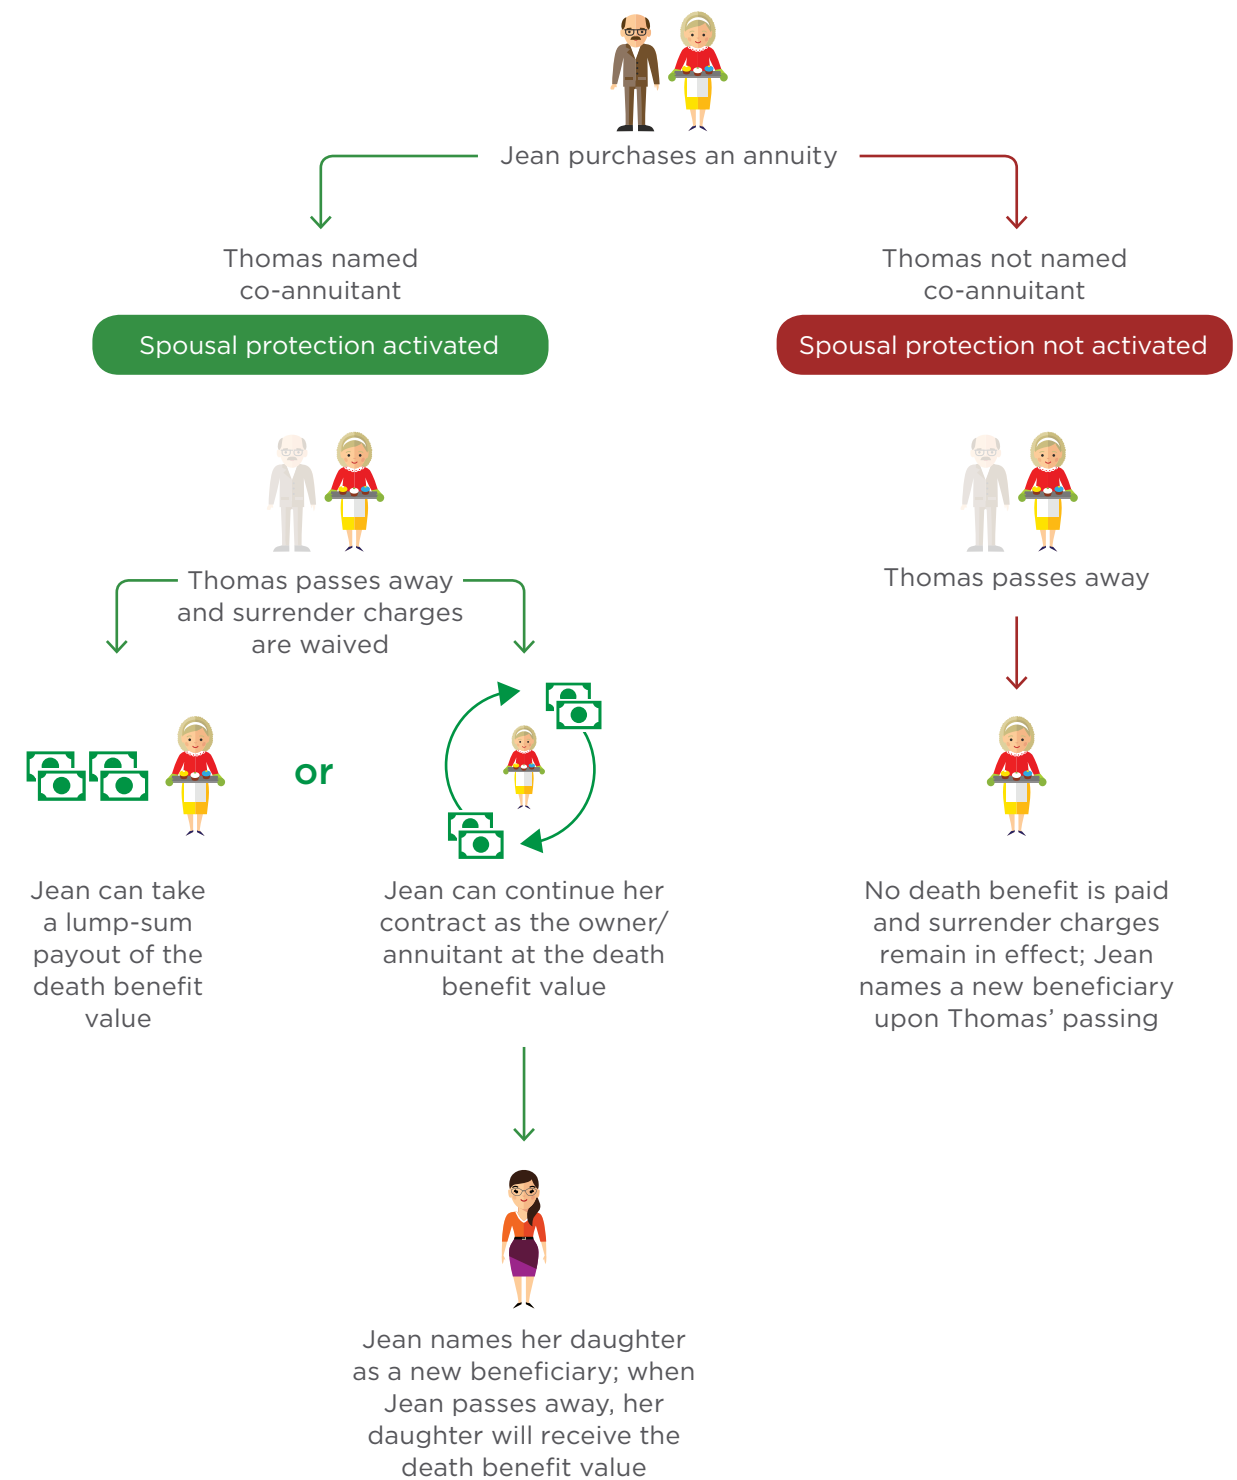 Jean purchases an annuity
Thomas named
co-annuitant
Spousal protection activated
Thomas passes away
and surrender charges
are waived
Jean can take
a lump-sum
payout of the
death benefit
value
or
Jean can continue her
contract as the owner/
annuitant at the death
benefit value
Jean names her daughter
as a new beneficiary; when
Jean passes away, her
daughter will receive the
death benefit value
Thomas not named
co-annuitant
Spousal protection not activated
Thomas passes away
No death benefit is paid
and surrender charges
remain in effect; Jean
names a new beneficiary
upon Thomas’ passing